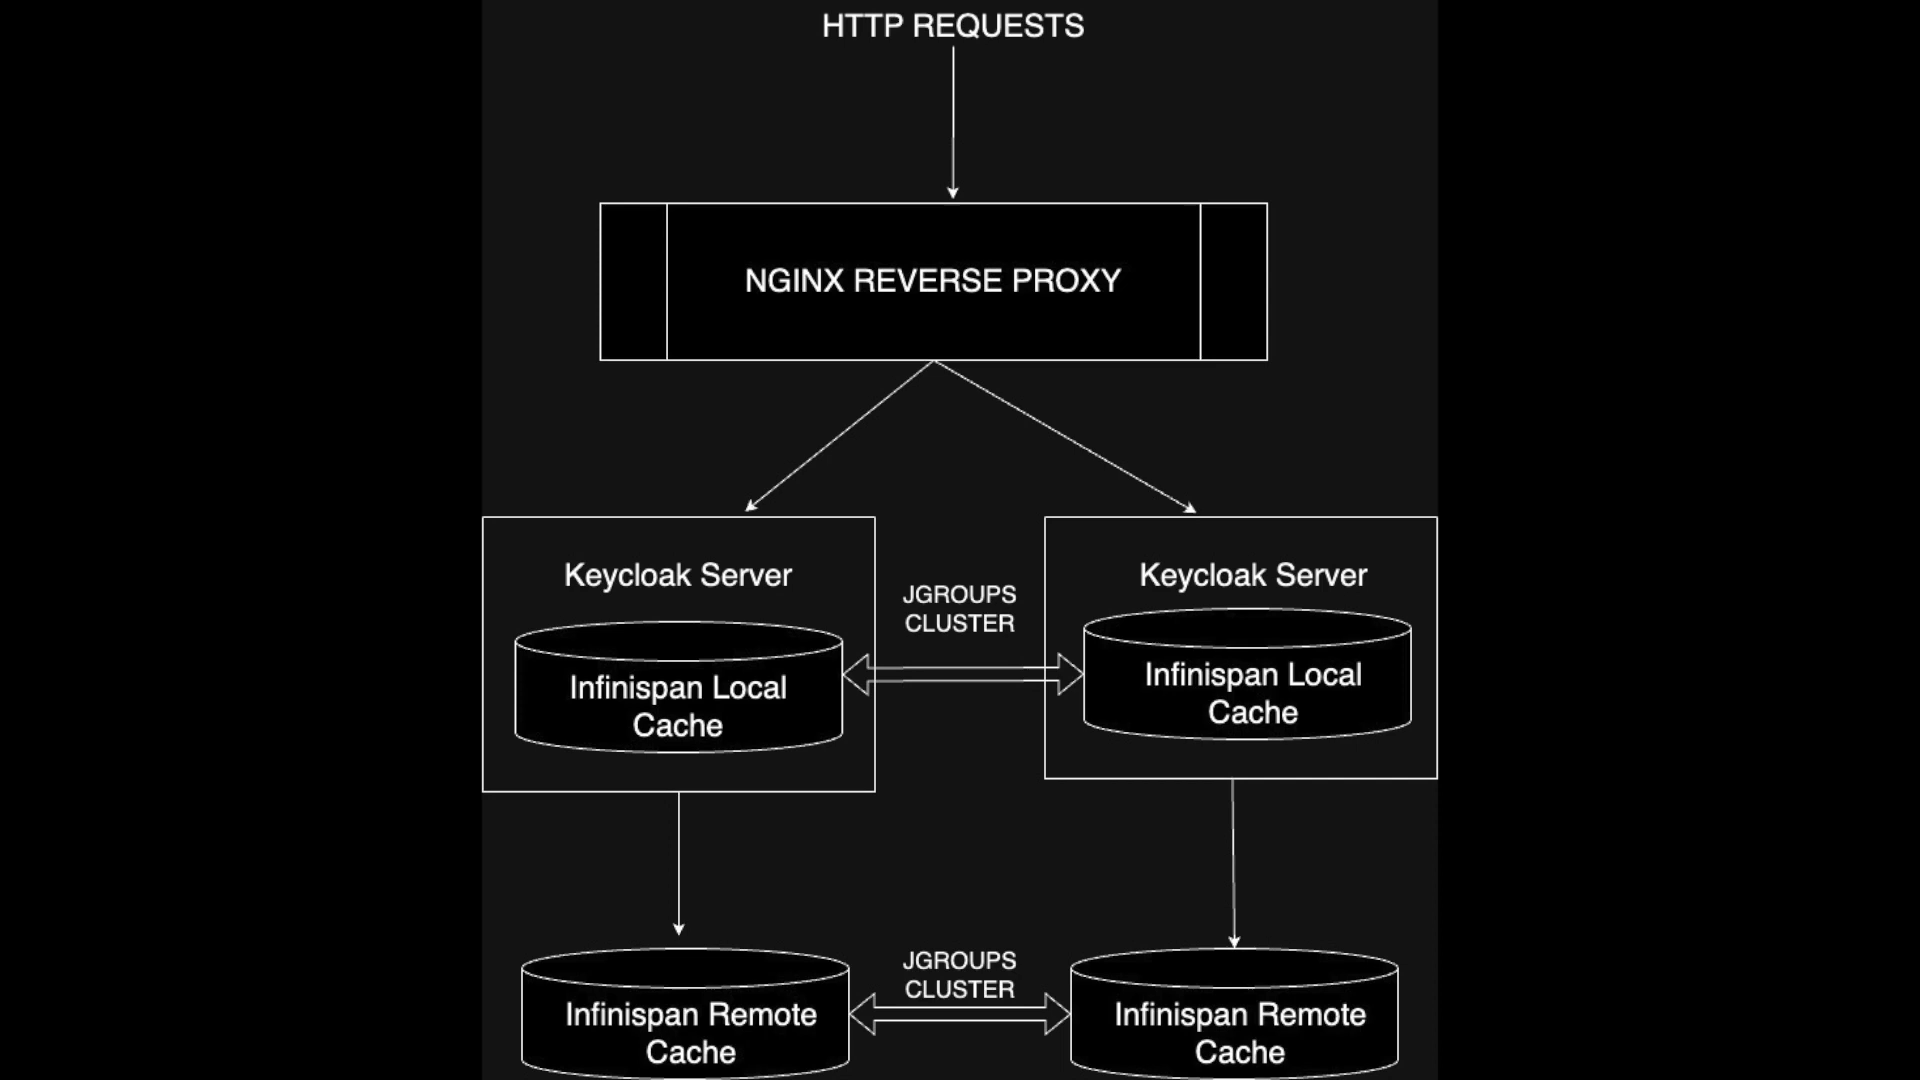 HTTP REQUESTS
NGINX REVERSE PROXY
Keycloak Server
Infinispan Local
Cache
JGROUPS
CLUSTER
Keycloak Server
Infinispan Local
Cache
Infinispan Remote
Cache
JGROUPS
CLUSTER
Infinispan Remote
Cache